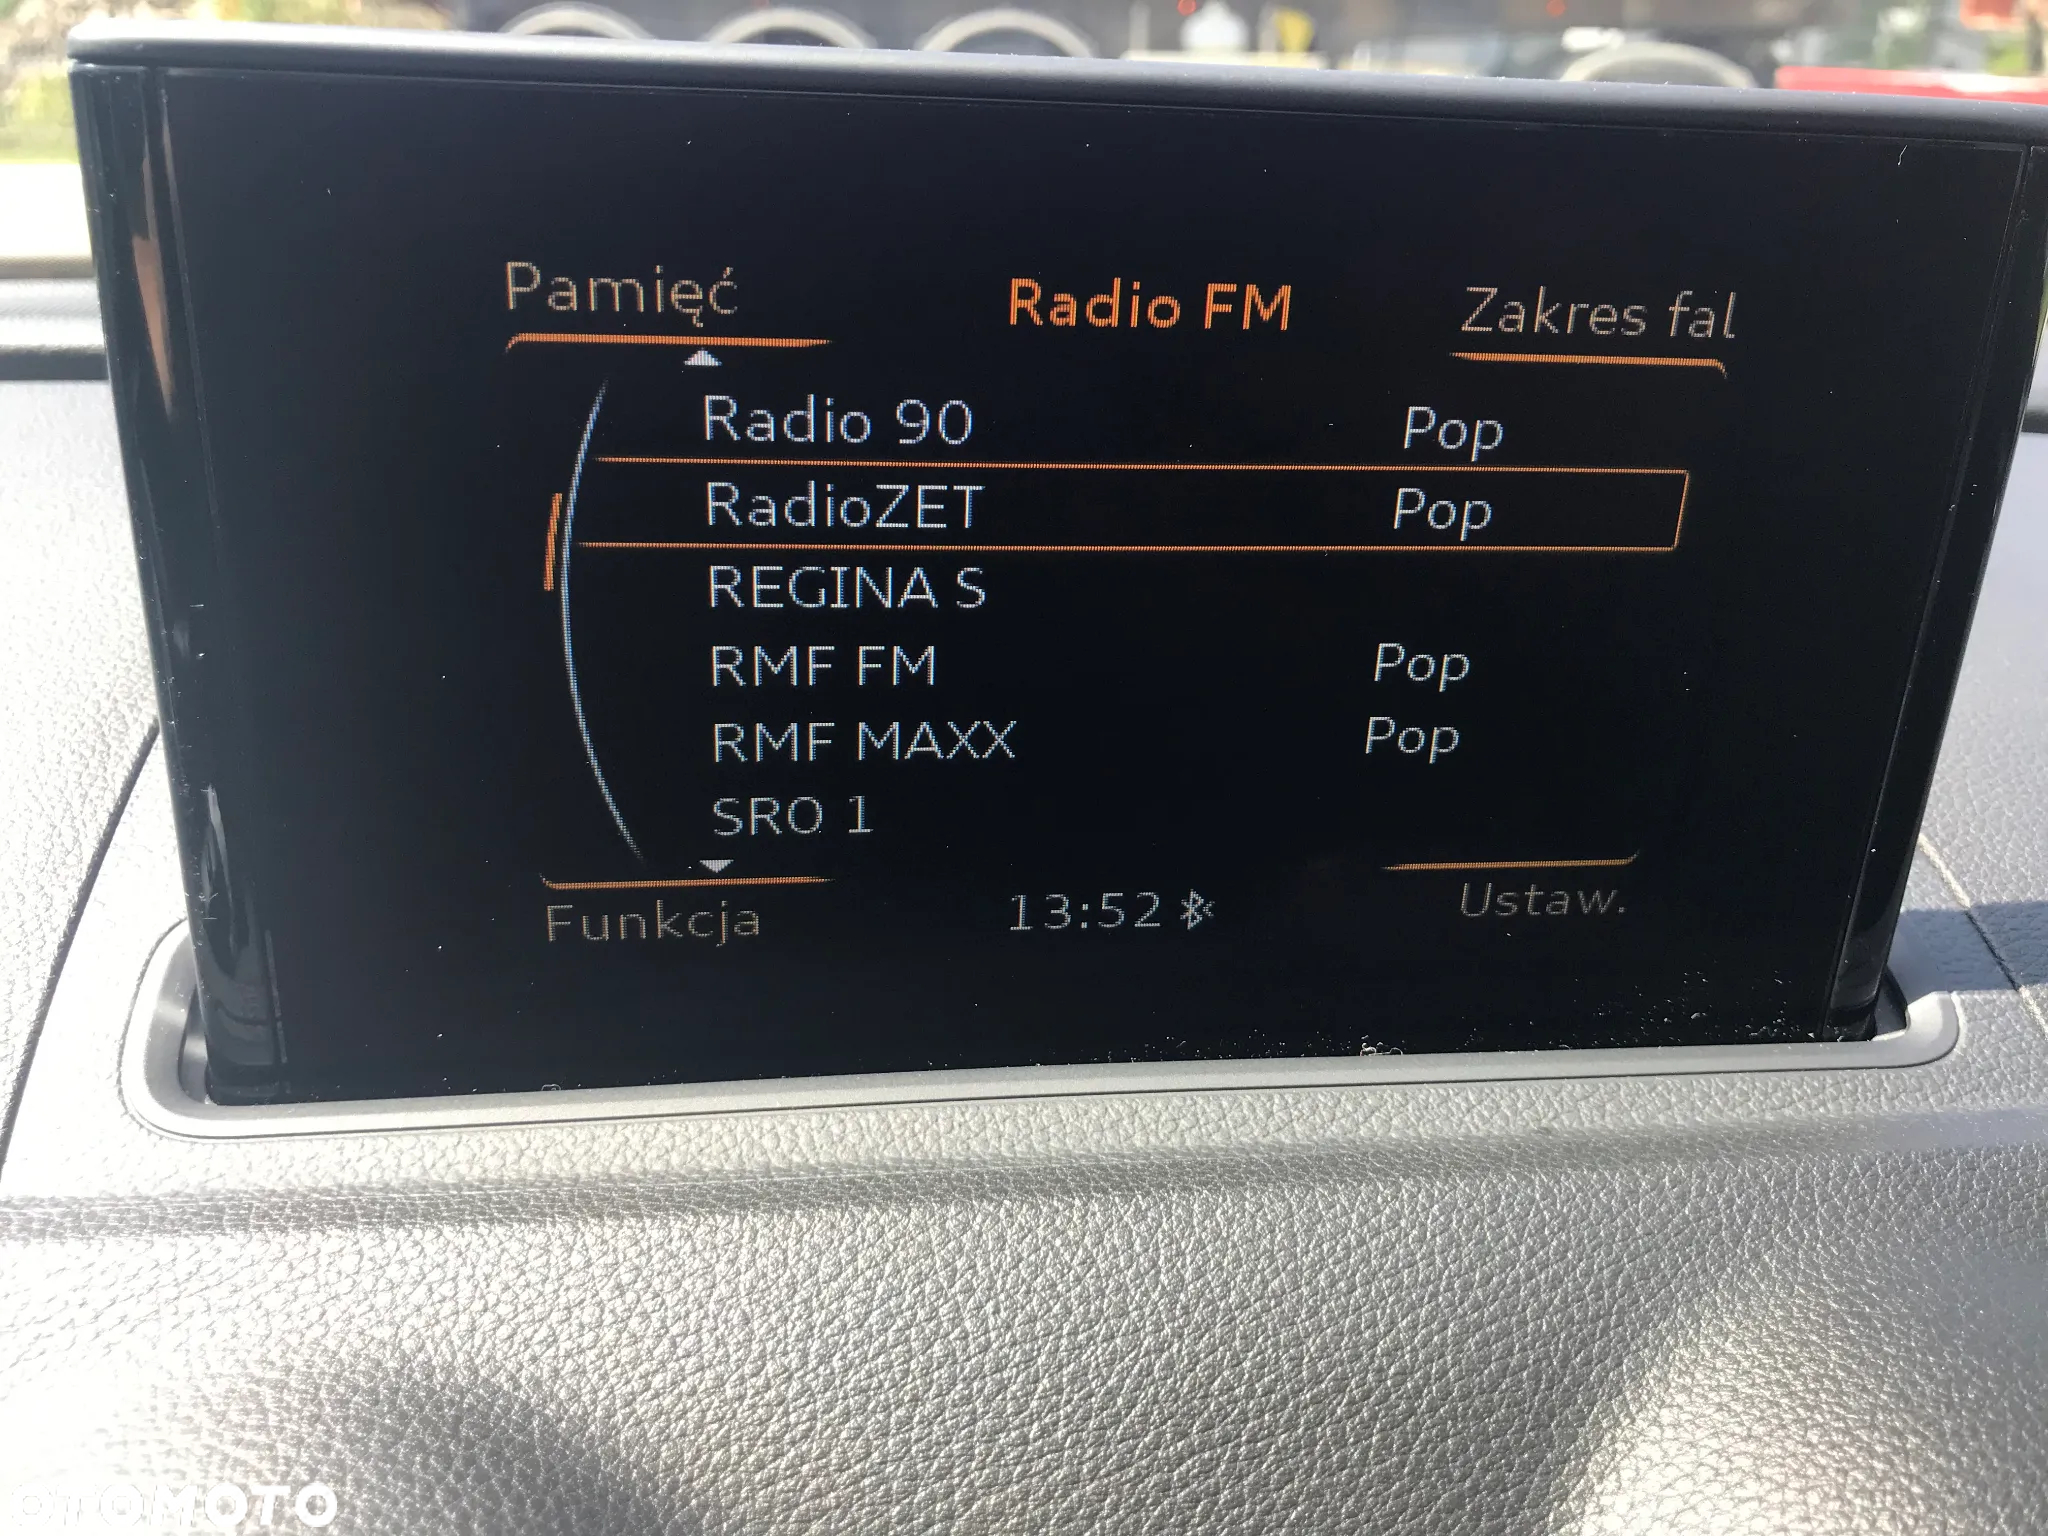 Pamięć Radio FM Zakres fal
Radio 90 Pop
RadioZET Pop
REGINA S
RMF FM Pop
RMF MAXX Pop
SRO 1
Funkcja 13:52 Ustaw.
OTOMOTO